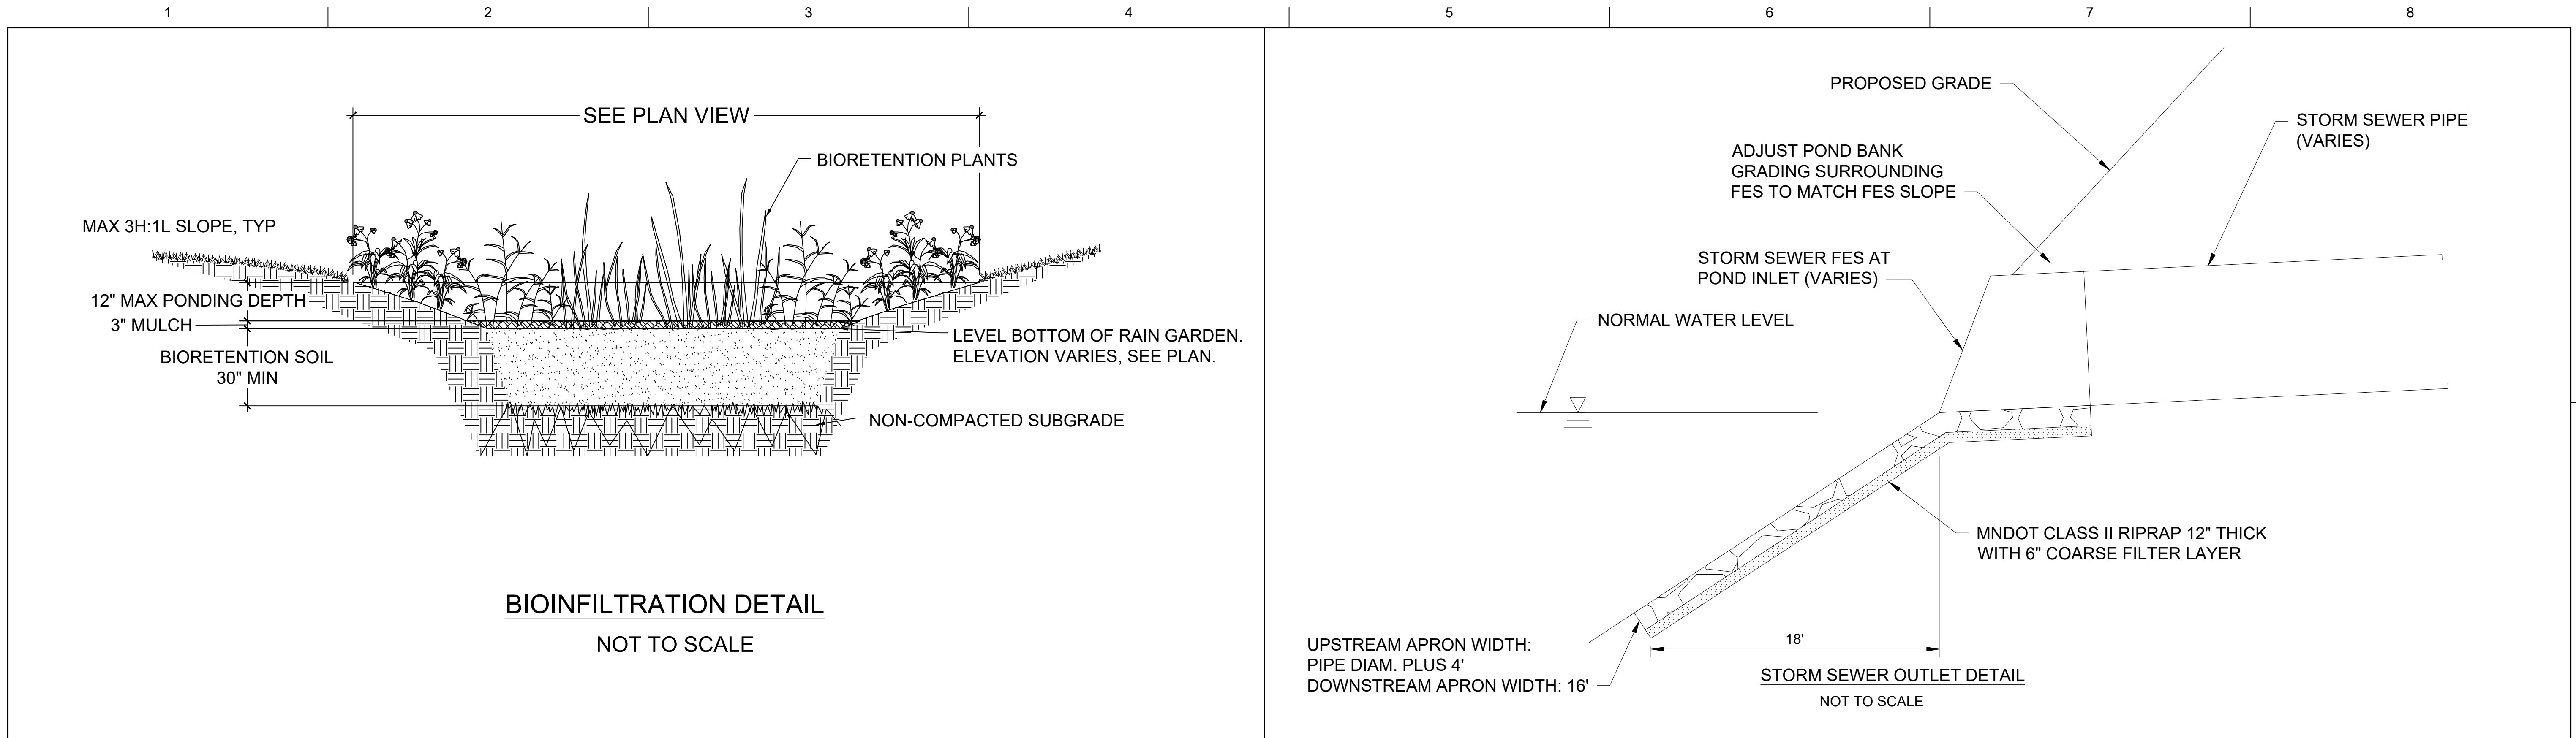 1 2 3 4 5 6 7 8
SEE PLAN VIEW
BIORETENTION PLANTS
MAX 3H:1L SLOPE, TYP
12" MAX PONDING DEPTH
3" MULCH
BIORETENTION SOIL
30" MIN
LEVEL BOTTOM OF RAIN GARDEN.
ELEVATION VARIES, SEE PLAN.
NON-COMPACTED SUBGRADE
BIOINFILTRATION DETAIL
NOT TO SCALE
PROPOSED GRADE
STORM SEWER PIPE
(VARIES)
ADJUST POND BANK
GRADING SURROUNDING
FES TO MATCH FES SLOPE
STORM SEWER FES AT
POND INLET (VARIES)
NORMAL WATER LEVEL
MNDOT CLASS II RIPRAP 12" THICK
WITH 6" COARSE FILTER LAYER
UPSTREAM APRON WIDTH:
PIPE DIAM. PLUS 4'
DOWNSTREAM APRON WIDTH: 16'
18'
STORM SEWER OUTLET DETAIL
NOT TO SCALE